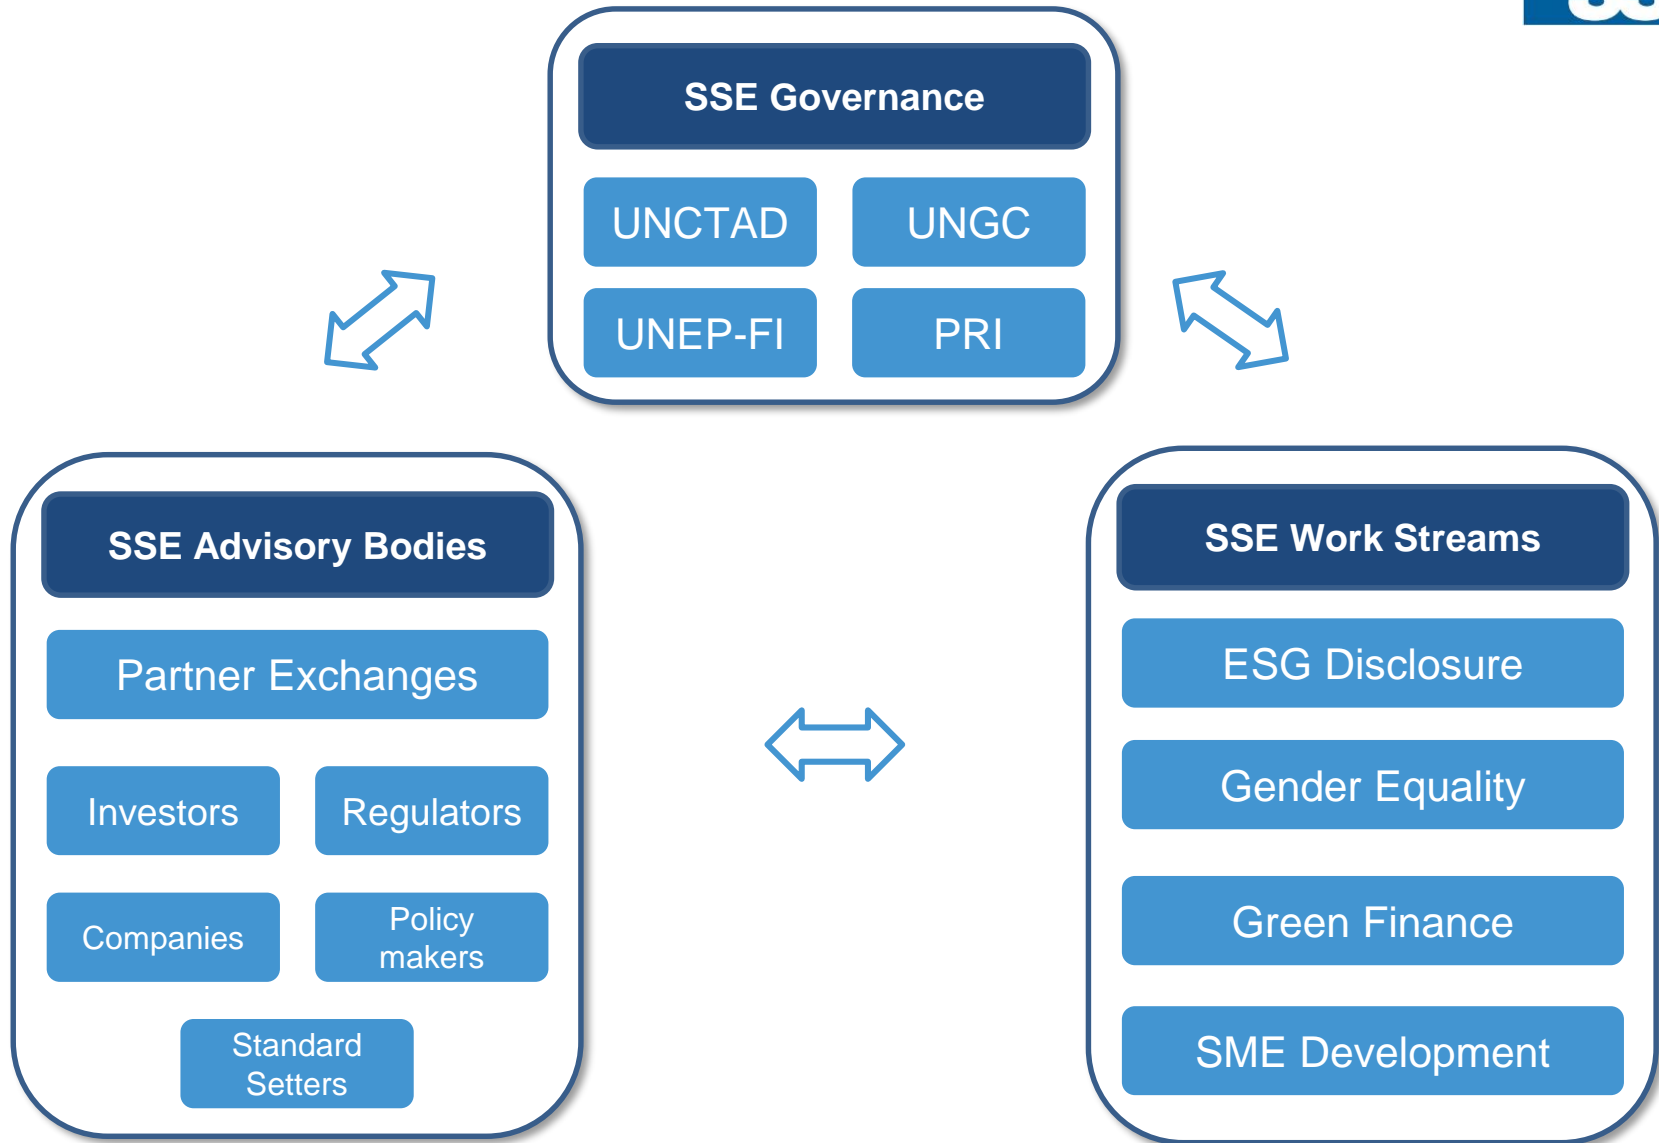 SSE Governance
UNCTAD
UNGC
UNEP-FI
PRI
SSE Advisory Bodies
Partner Exchanges
Investors
Regulators
Companies
Policy
makers
Standard
Setters
SSE Work Streams
ESG Disclosure
Gender Equality
Green Finance
SME Development